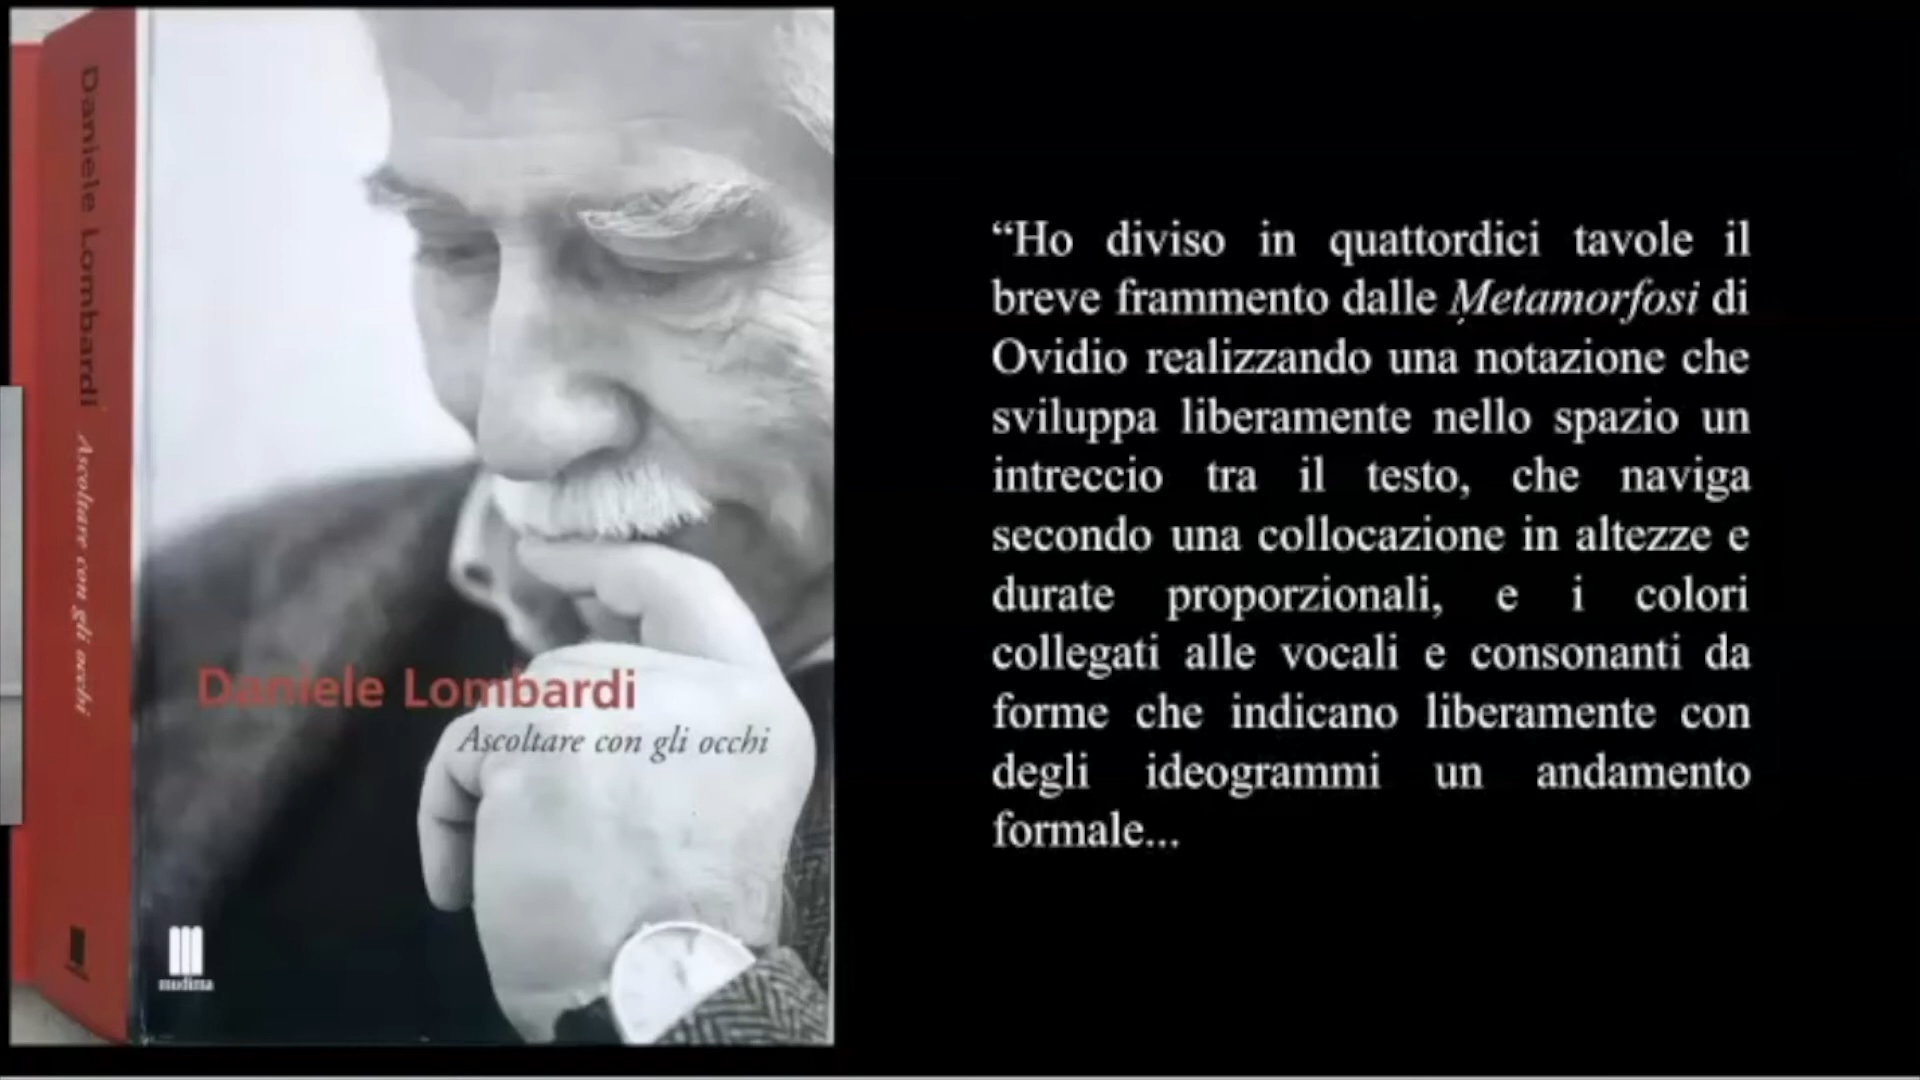 Daniele Lombardi Ascoltare con gli occhi
Daniele Lombardi
Ascoltare con gli occhi
mudima
“Ho diviso in quattordici tavole il
breve frammento dalle Metamorfosi di
Ovidio realizzando una notazione che
sviluppa liberamente nello spazio un
intreccio tra il testo, che naviga
secondo una collocazione in altezze e
durate proporzionali, e i colori
collegati alle vocali e consonanti da
forme che indicano liberamente con
degli ideogrammi un andamento
formale...